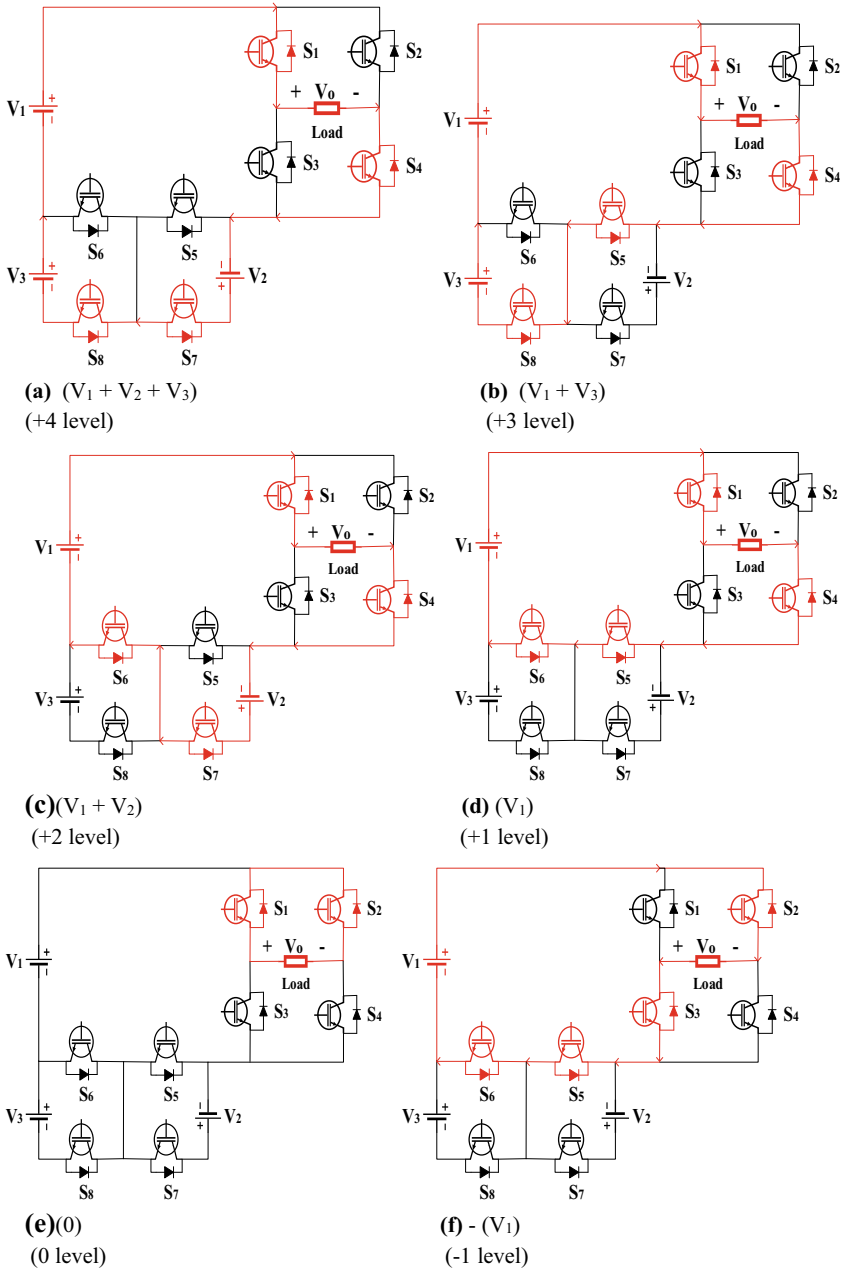 S1 S2
+ Vo -
Load
V1 + -
S3 S4
S6 S5
V3 + - - + V2
S8 S7
(a) (V1 + V2 + V3)
(+4 level)
S1 S2
+ Vo -
Load
V1 + -
S3 S4
S6 S5
V3 + - - + V2
S8 S7
(b) (V1 + V3)
(+3 level)
S1 S2
+ Vo -
Load
V1 + -
S3 S4
S6 S5
V3 + - - + V2
S8 S7
(c)(V1 + V2)
(+2 level)
S1 S2
+ Vo -
Load
V1 + -
S3 S4
S6 S5
V3 + - - + V2
S8 S7
(d) (V1)
(+1 level)
S1 S2
+ Vo -
Load
V1 + -
S3 S4
S6 S5
V3 + - - + V2
S8 S7
(e)(0)
(0 level)
S1 S2
+ Vo -
Load
V1 + -
S3 S4
S6 S5
V3 + - - + V2
S8 S7
(f) - (V1)
(-1 level)